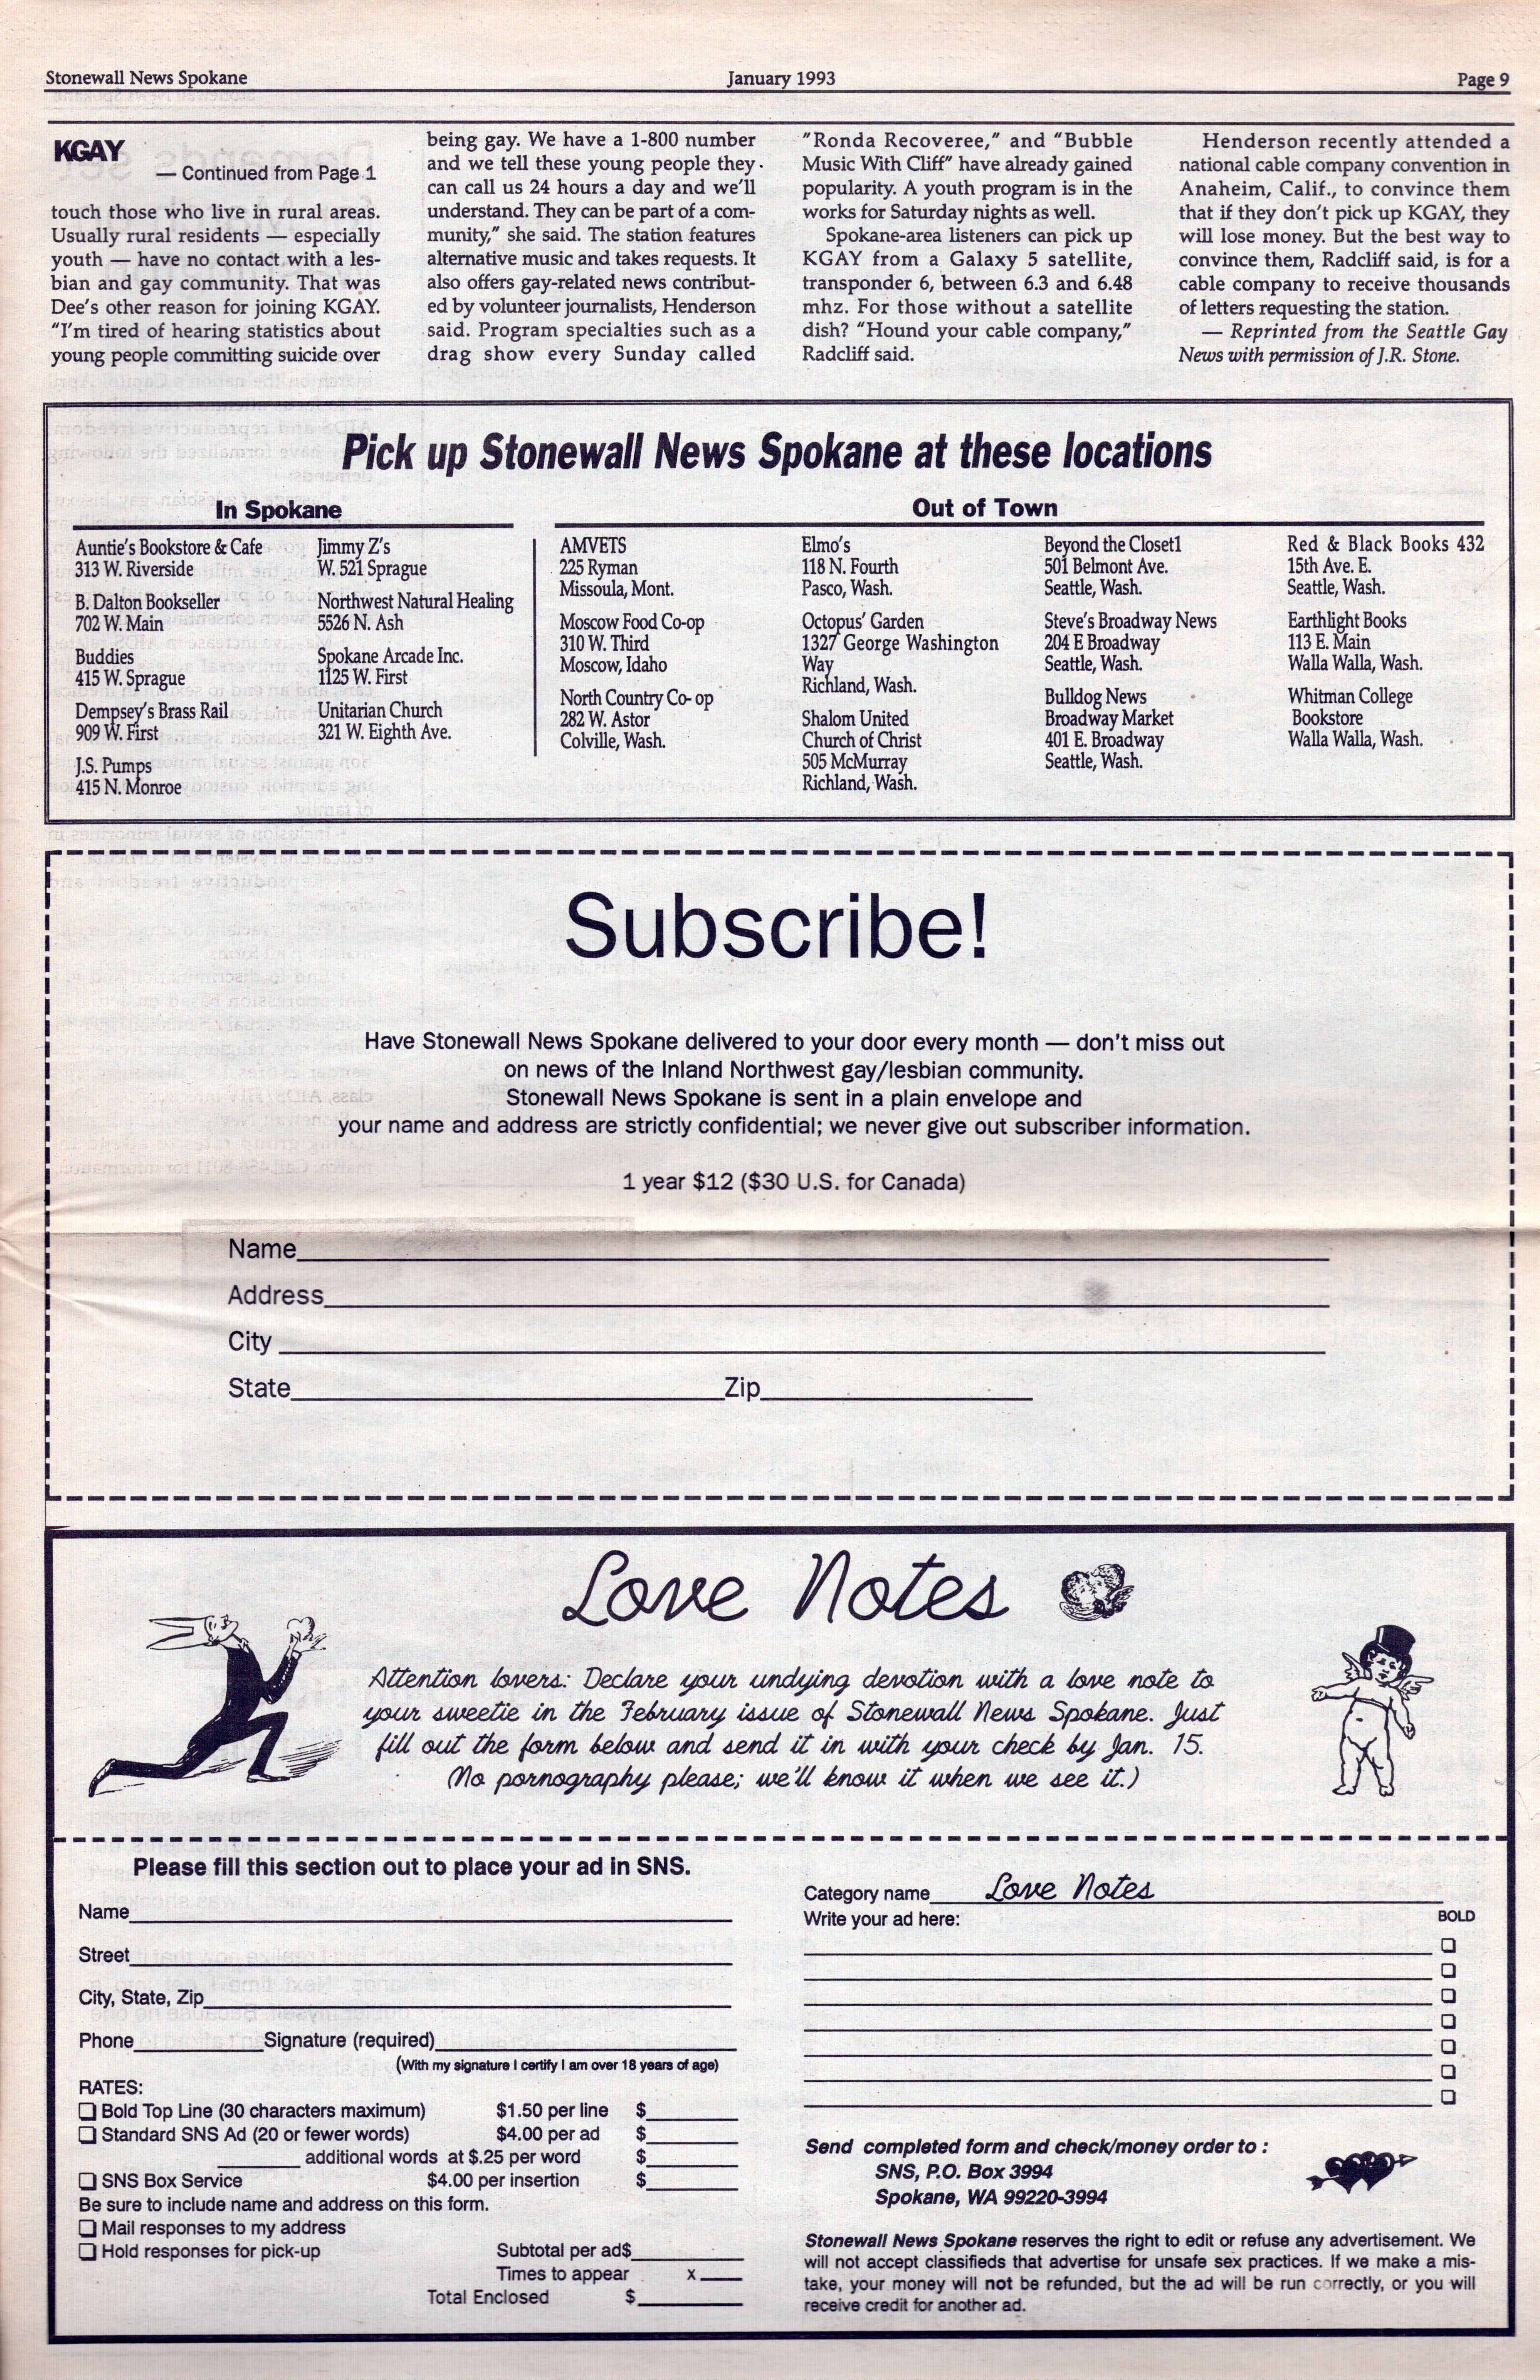 Stonewall News Spokane
January 1993
Page 9
KGAY
— Continued from Page 1
touch those who live in rural areas.
Usually rural residents — especially
youth — have no contact with a les-
bian and gay community. That was
Dee's other reason for joining KGAY.
"I'm tired of hearing statistics about
young people committing suicide over
being gay. We have a 1-800 number
and we tell these young people they
can call us 24 hours a day and we'll
understand. They can be part of a com-
munity," she said. The station features
alternative music and takes requests. It
also offers gay-related news contribut-
ed by volunteer journalists, Henderson
said. Program specialties such as a
drag show every Sunday called
"Ronda Recoveree," and "Bubble
Music With Cliff" have already gained
popularity. A youth program is in the
works for Saturday nights as well.
Spokane-area listeners can pick up
KGAY from a Galaxy 5 satellite,
transponder 6, between 6.3 and 6.48
mhz. For those without a satellite
dish? "Hound your cable company,"
Radcliff said.
Henderson recently attended a
national cable company convention in
Anaheim, Calif., to convince them
that if they don't pick up KGAY, they
will lose money. But the best way to
convince them, Radcliff said, is for a
cable company to receive thousands
of letters requesting the station.
— Reprinted from the Seattle Gay
News with permission of J.R. Stone.
Pick up Stonewall News Spokane at these locations
In Spokane
Auntie's Bookstore & Cafe
313 W. Riverside
B. Dalton Bookseller
702 W. Main
Buddies
415 W. Sprague
Dempsey's Brass Rail
909 W. First
J.S. Pumps
415 N. Monroe
Jimmy Z's
W. 521 Sprague
Northwest Natural Healing
5526 N. Ash
Spokane Arcade Inc.
1125 W. First
Unitarian Church
321 W. Eighth Ave.
Out of Town
AMVETS
225 Ryman
Missoula, Mont.
Moscow Food Co-op
310 W. Third
Moscow, Idaho
North Country Co- op
282 W. Astor
Colville, Wash.
Elmo's
118 N. Fourth
Pasco, Wash.
Octopus' Garden
1327 George Washington
Way
Richland, Wash.
Shalom United
Church of Christ
505 McMurray
Richland, Wash.
Beyond the Closet1
501 Belmont Ave.
Seattle, Wash.
Steve's Broadway News
204 E Broadway
Seattle, Wash.
Bulldog News
Broadway Market
401 E. Broadway
Seattle, Wash.
Red & Black Books 432
15th Ave. E.
Seattle, Wash.
Earthlight Books
113 E. Main
Walla Walla, Wash.
Whitman College
Bookstore
Walla Walla, Wash.
Subscribe!
Have Stonewall News Spokane delivered to your door every month — don't miss out
on news of the Inland Northwest gay/lesbian community.
Stonewall News Spokane is sent in a plain envelope and
your name and address are strictly confidential; we never give out subscriber information.
1 year $12 ($30 U.S. for Canada)
Name
Address
City
State Zip
Love Notes
Attention lovers: Declare your undying devotion with a love note to
your sweetie in the February issue of Stonewall News Spokane. Just
fill out the form below and send it in with your check by Jan. 15.
(No pornography please; we'll know it when we see it.)
Please fill this section out to place your ad in SNS.
Name
Street
City, State, Zip
Phone Signature (required)
(With my signature I certify I am over 18 years of age)
RATES:
Bold Top Line (30 characters maximum) $1.50 per line $
Standard SNS Ad (20 or fewer words) $4.00 per ad $
additional words at $.25 per word $
SNS Box Service $4.00 per insertion $
Be sure to include name and address on this form.
Mail responses to my address
Hold responses for pick-up
Subtotal per ad$
Times to appear x
Total Enclosed $
Category name Love Notes
Write your ad here:
BOLD
Send completed form and check/money order to :
SNS, P.O. Box 3994
Spokane, WA 99220-3994
Stonewall News Spokane reserves the right to edit or refuse any advertisement. We
will not accept classifieds that advertise for unsafe sex practices. If we make a mis-
take, your money will not be refunded, but the ad will be run correctly, or you will
receive credit for another ad.